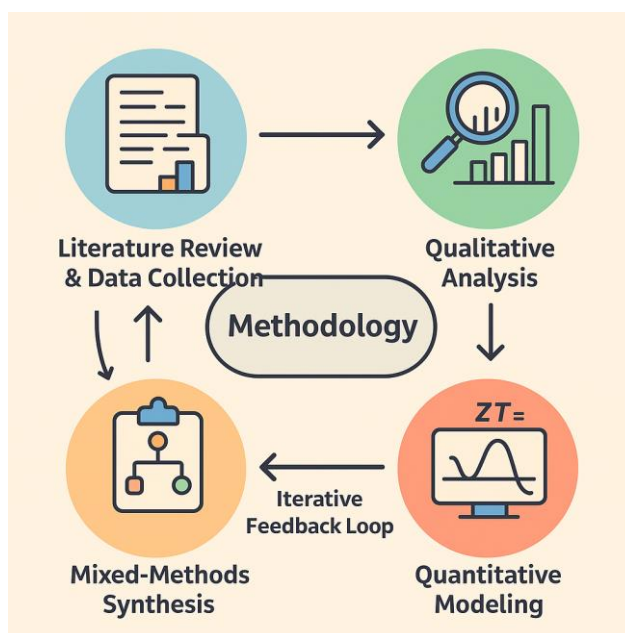 Literature Review
& Data Collection
Qualitative
Analysis
Methodology
ZT=
Iterative
Feedback Loop
Mixed-Methods
Synthesis
Quantitative
Modeling